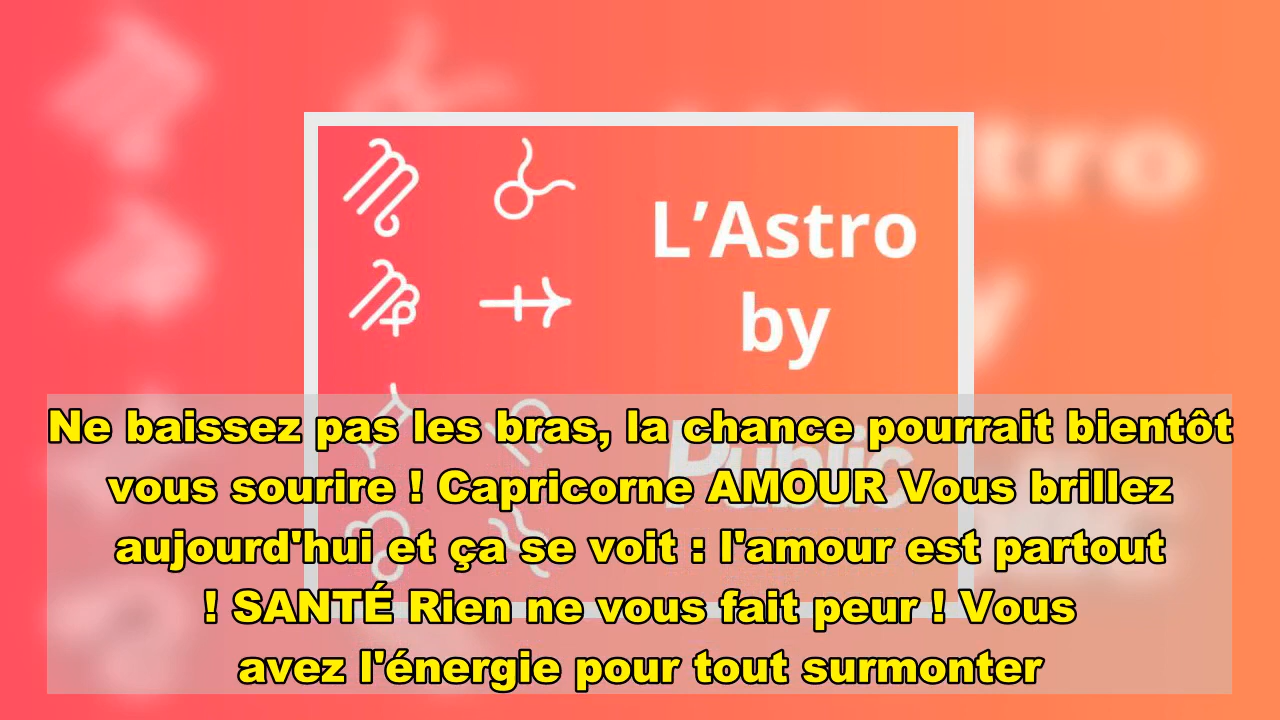 L’Astro
by
Public
Ne baissez pas les bras, la chance pourrait bientôt
vous sourire ! Capricorne AMOUR Vous brillez
aujourd'hui et ça se voit : l'amour est partout
! SANTÉ Rien ne vous fait peur ! Vous
avez l'énergie pour tout surmonter